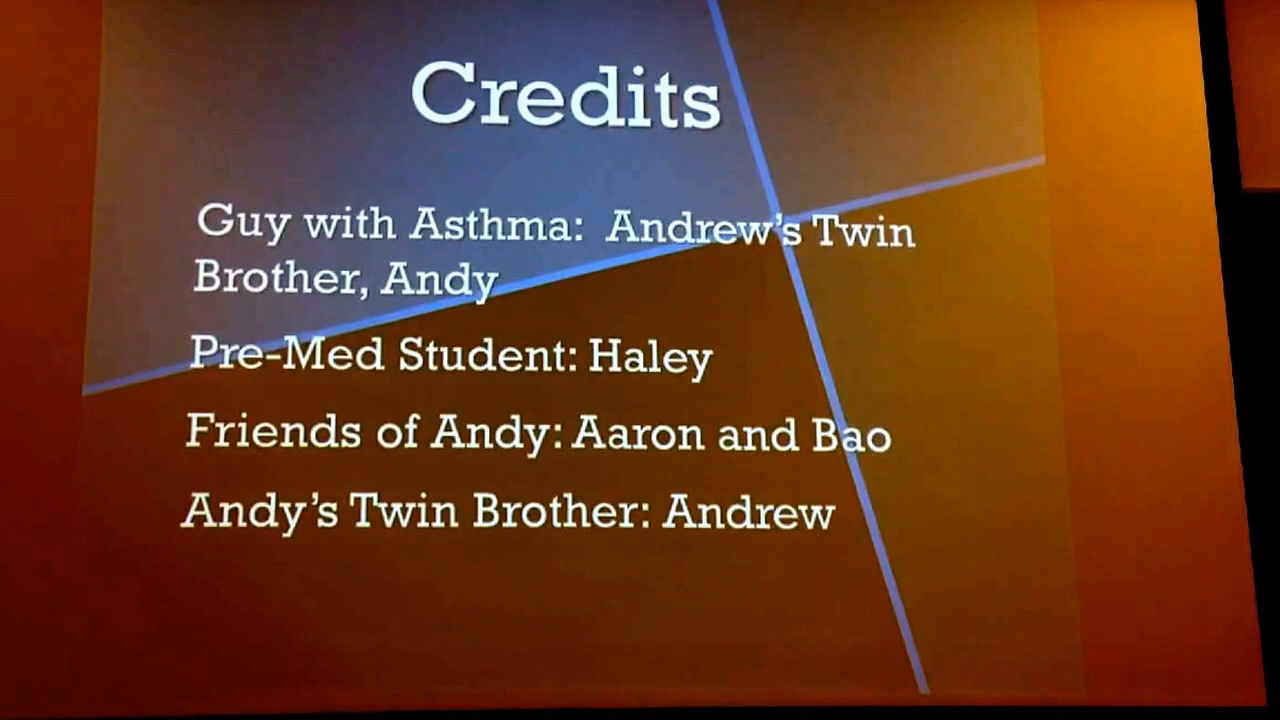 Credits
Guy with Asthma: Andrew's Twin
Brother, Andy
Pre-Med Student: Haley
Friends of Andy: Aaron and Bao
Andy's Twin Brother: Andrew